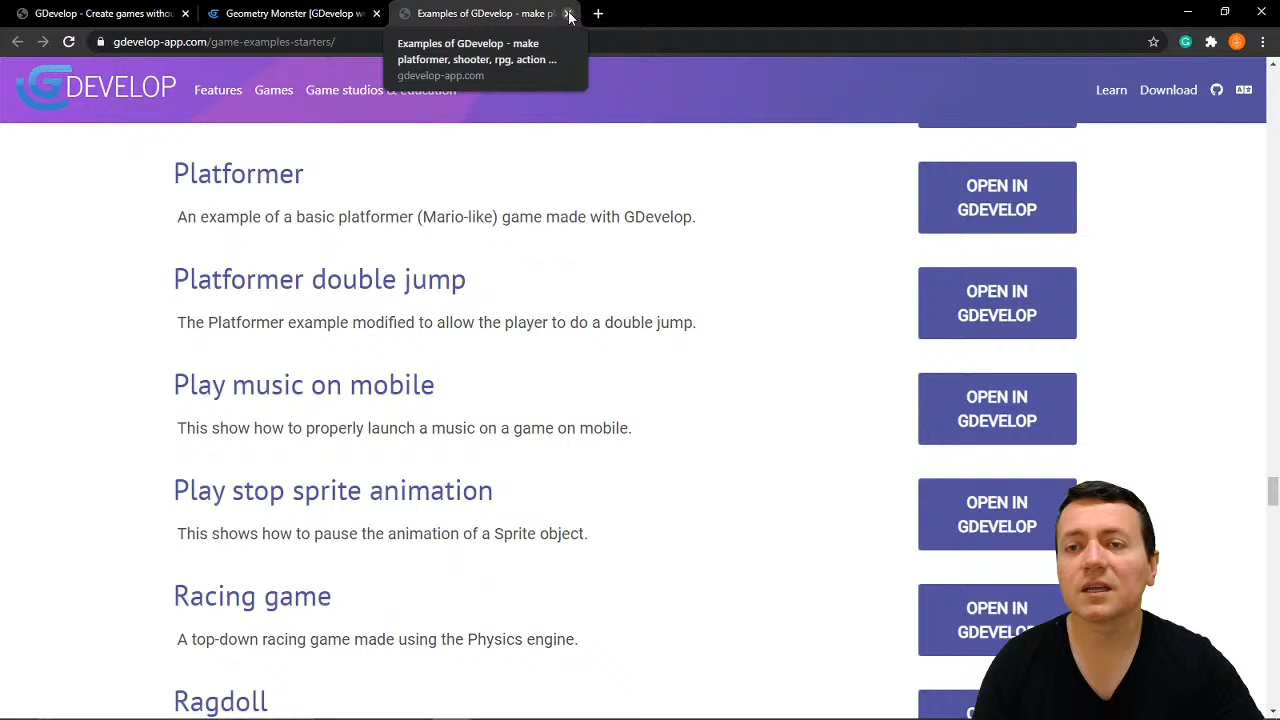 GDevelop - Create games withou
Geometry Monster [GDevelop w
Examples of GDevelop - make pl
gdevelop-app.com/game-examples-starters/
Examples of GDevelop - make
platformer, shooter, rpg, action ...
gdevelop-app.com
GDEVELOP
Features
Games
Game studios & education
Learn
Download
Platformer
OPEN IN
GDEVELOP
An example of a basic platformer (Mario-like) game made with GDevelop.
Platformer double jump
OPEN IN
GDEVELOP
The Platformer example modified to allow the player to do a double jump.
Play music on mobile
OPEN IN
GDEVELOP
This show how to properly launch a music on a game on mobile.
Play stop sprite animation
OPEN IN
GDEVELOP
This shows how to pause the animation of a Sprite object.
Racing game
OPEN IN
GDEVELO
A top-down racing game made using the Physics engine.
Ragdoll